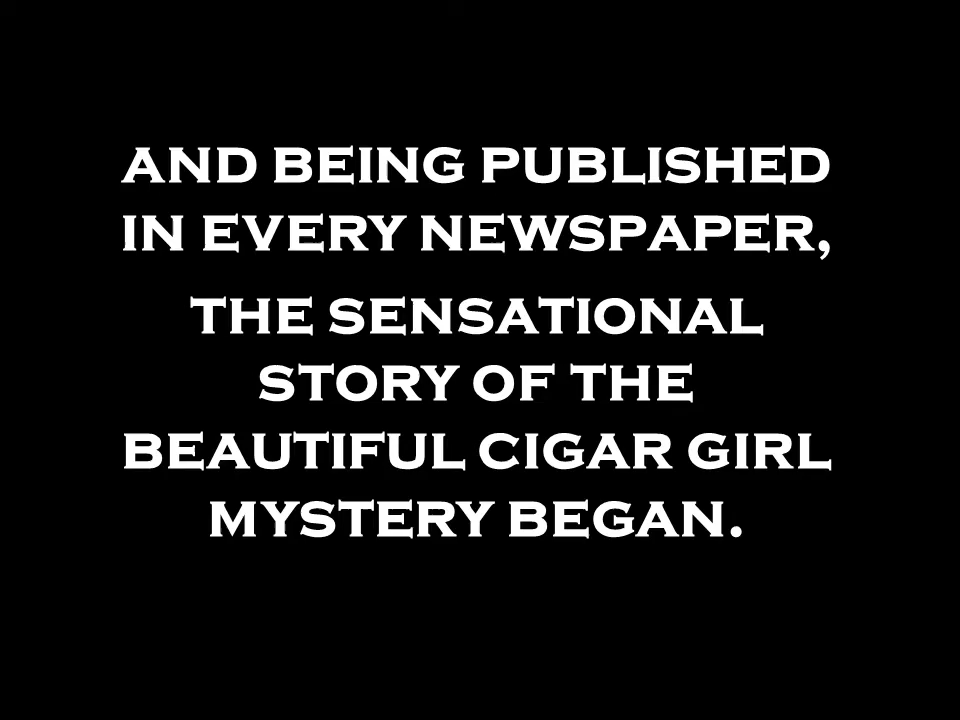 AND BEING PUBLISHED
IN EVERY NEWSPAPER,
THE SENSATIONAL
STORY OF THE
BEAUTIFUL CIGAR GIRL
MYSTERY BEGAN.